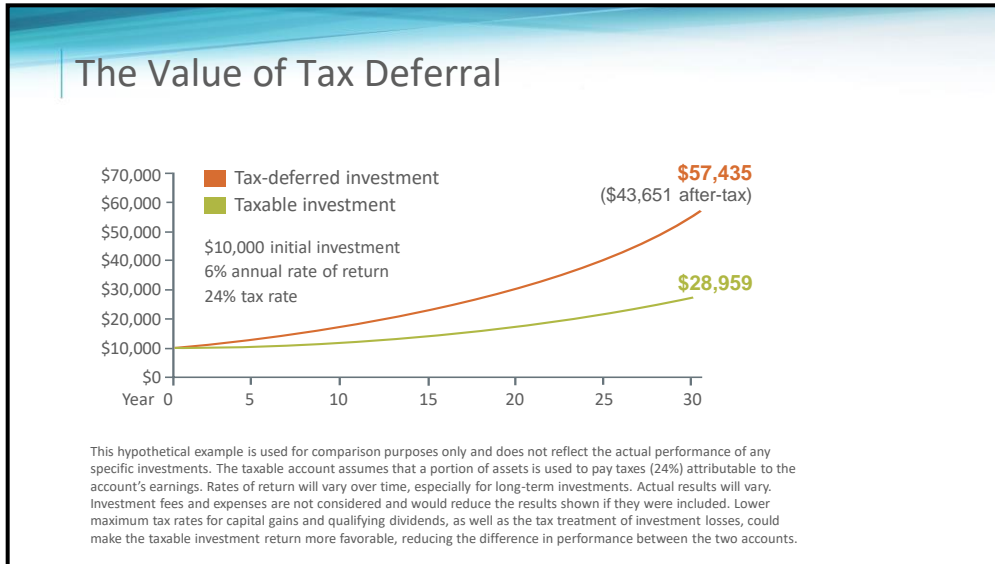 The Value of Tax Deferral
$70,000
$60,000
$50,000
$40,000
$30,000
$20,000
$10,000
$0
Tax-deferred investment
Taxable investment
$10,000 initial investment
6% annual rate of return
24% tax rate
$57,435
($43,651 after-tax)
$28,959
Year 0 5 10 15 20 25 30
This hypothetical example is used for comparison purposes only and does not reflect the actual performance of any
specific investments. The taxable account assumes that a portion of assets is used to pay taxes (24%) attributable to the
account's earnings. Rates of return will vary over time, especially for long-term investments. Actual results will vary.
Investment fees and expenses are not considered and would reduce the results shown if they were included. Lower
maximum tax rates for capital gains and qualifying dividends, as well as the tax treatment of investment losses, could
make the taxable investment return more favorable, reducing the difference in performance between the two accounts.